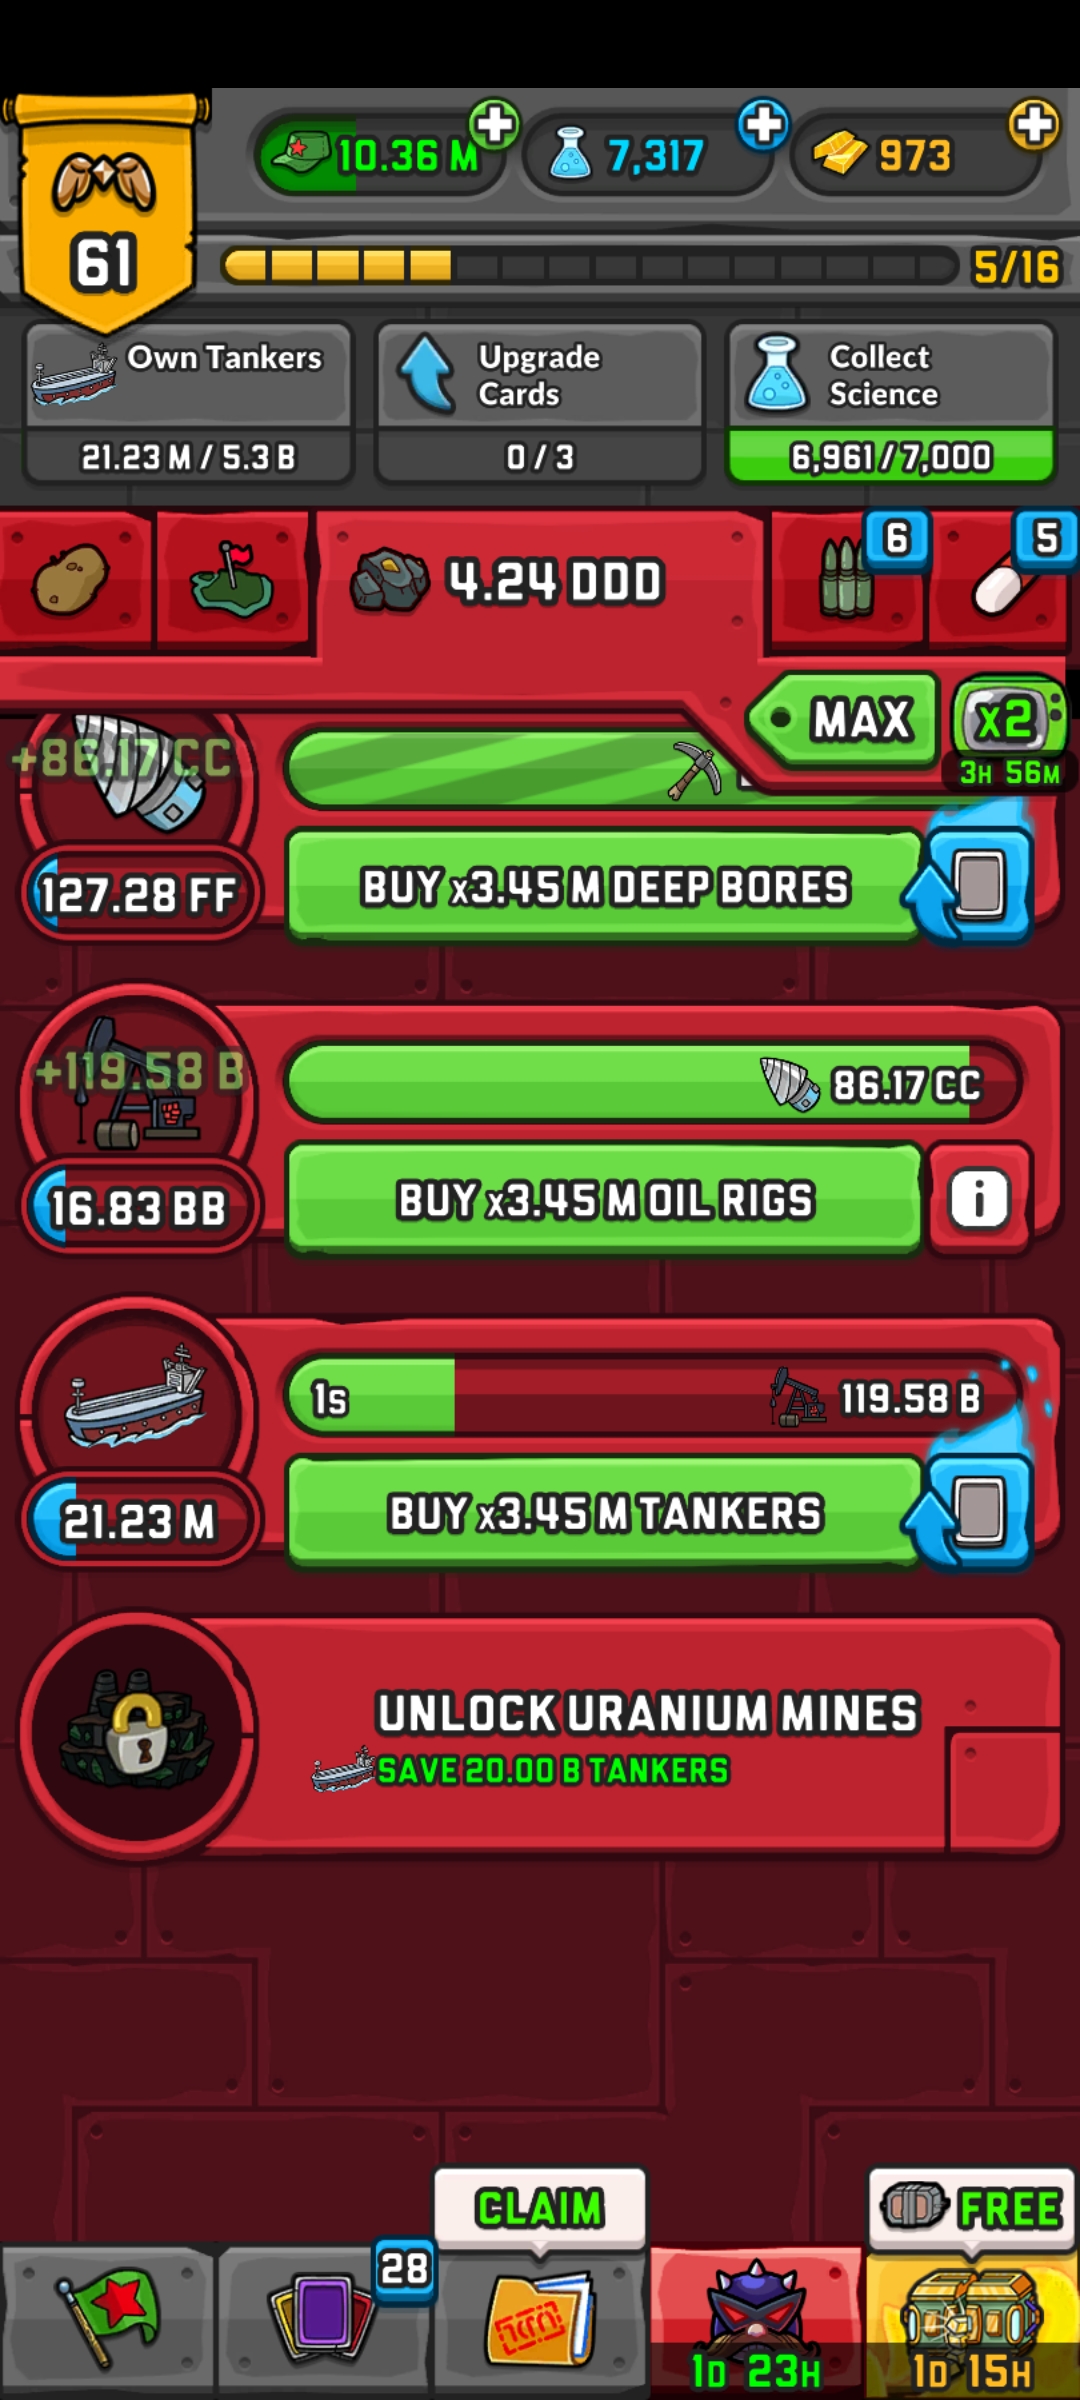 10.36 M
7,317
973
61
5/16
Own Tankers
21.23 M / 5.3 B
Upgrade
Cards
0 / 3
Collect
Science
6,961/7,000
4.24 DDD
6
5
MAX
x2
3H 56M
+86.17 CC
127.28 FF
BUY x3.45 M DEEP BORES
+119.58 B
86.17 CC
16.83 BB
BUY x3.45 M OIL RIGS
i
1s
119.58 B
21.23 M
BUY x3.45 M TANKERS
UNLOCK URANIUM MINES
SAVE 20.00 B TANKERS
CLAIM
FREE
28
1D 23H
1D 15H